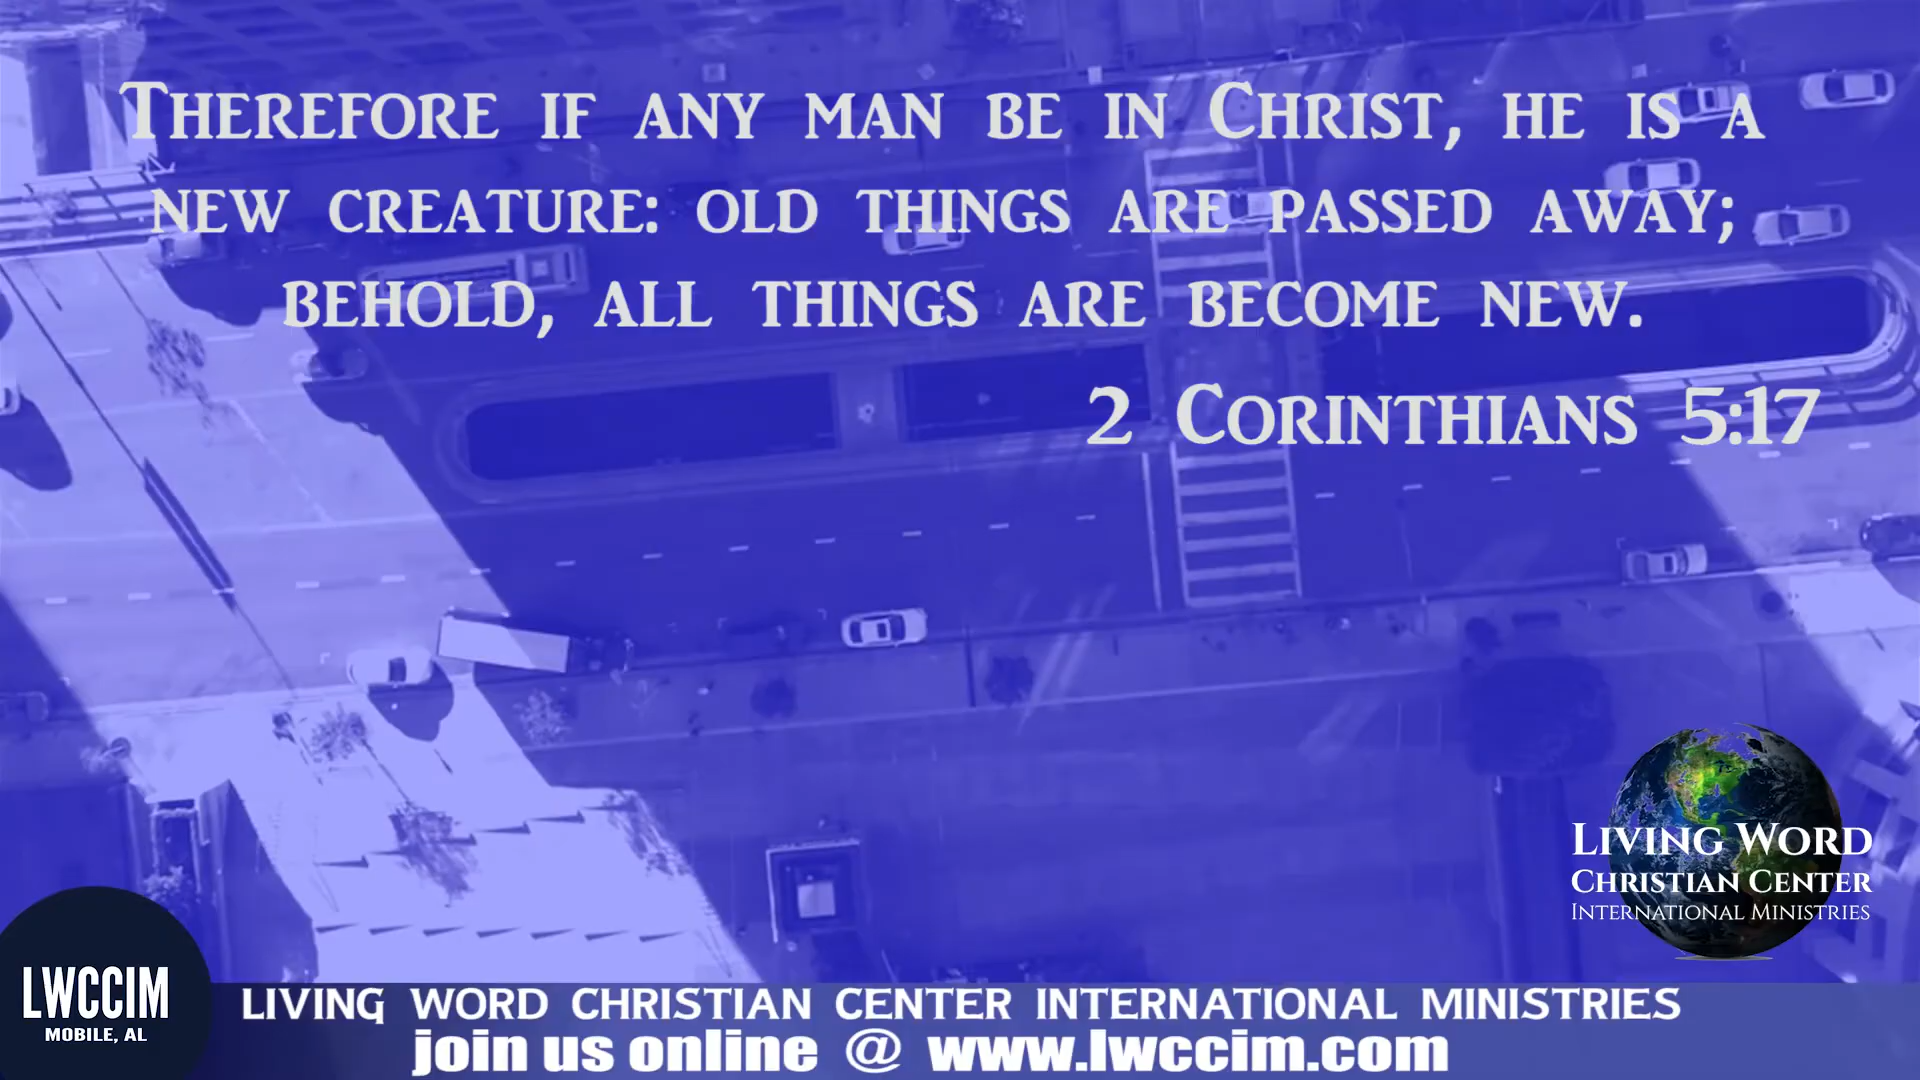 Therefore if any man be in Christ, he is a
new creature: old things are passed away;
behold, all things are become new.
2 Corinthians 5:17
Living Word
Christian Center
International Ministries
LWCCIM
MOBILE, AL
LIVING WORD CHRISTIAN CENTER INTERNATIONAL MINISTRIES
join us online @ www.lwccim.com